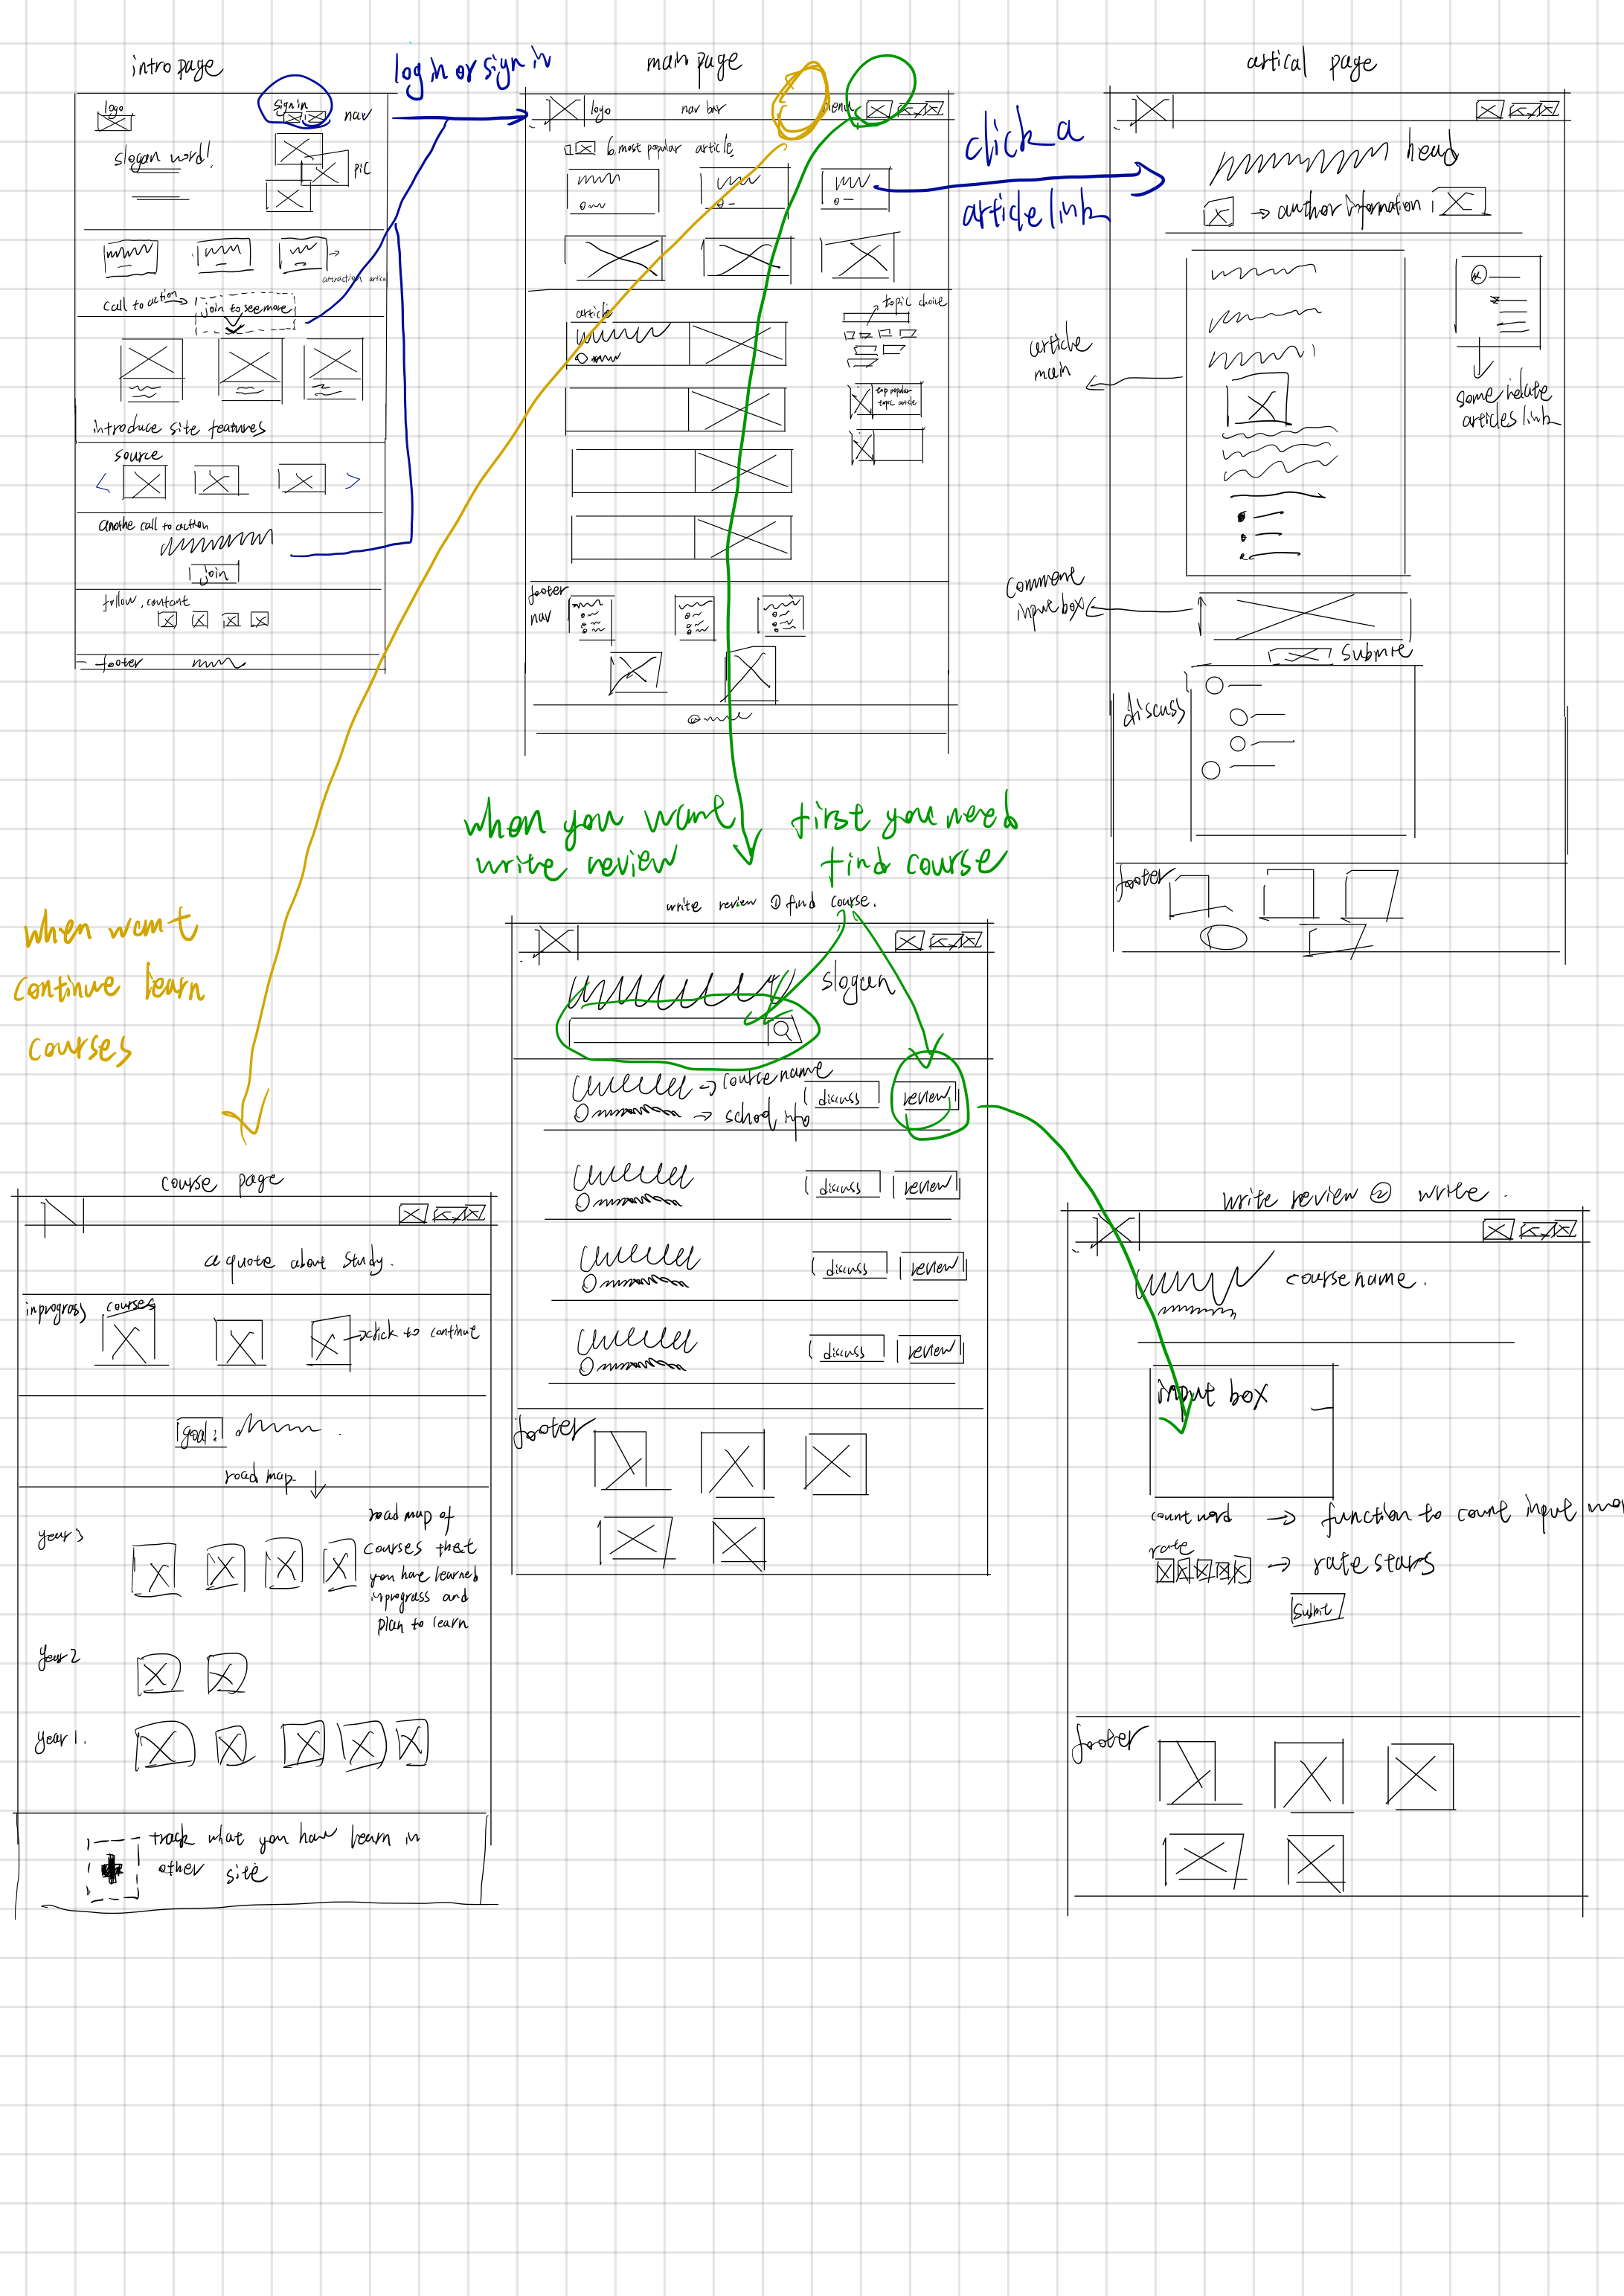 intro page
logo
sign in
nav
slogan word!
pic
attraction artical
call to action
join to see more
introduce site features
source
< >
anothe call to action
join
follow, contant
footer
log in or sign in
main page
logo
nav bar
menu
6 most popular article
article
topic choice
top popular
topic article
footer
nav
click a
article link
artical page
head
author information
article
main
some relate
articles link
comment
input box
submite
discuss
footer
when you want
write review
first you need
find course
when want
continue learn
courses
write review ① find course.
slogan
course name
school info
discuss review
discuss review
discuss review
discuss review
footer
course page
a quote about study.
inprogress
courses
click to continue
goal:
road map
year 3
road map of
courses that
you have learned
inprogress and
plan to learn
year 2
year 1.
track what you have learn in
other site
write review ② write.
course name.
input box
count word
function to count input
rate
rate stars
submit
footer